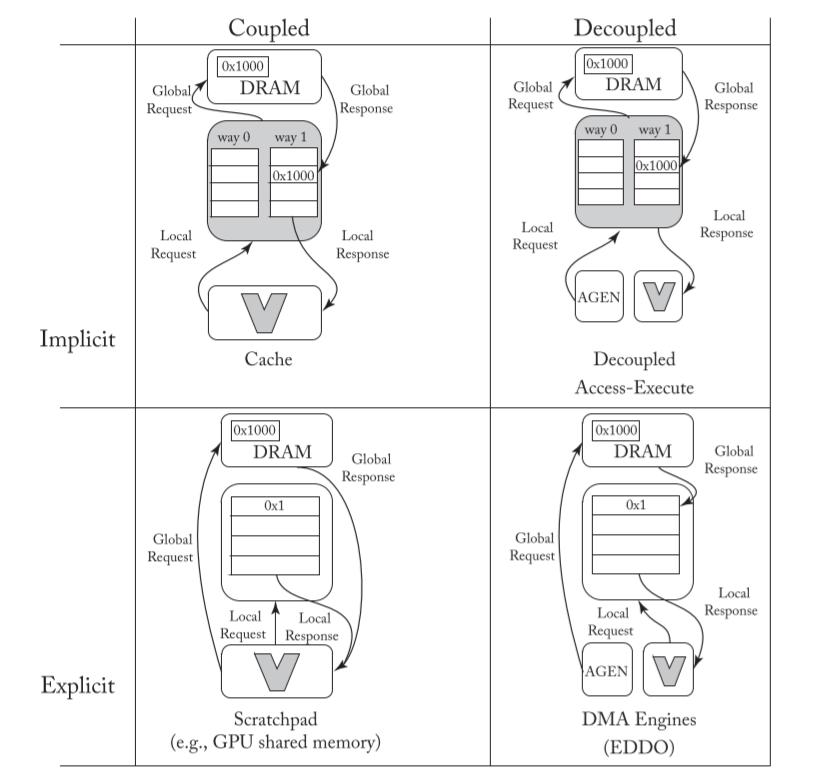 Coupled
Decoupled
Implicit
0x1000
DRAM
Global
Request
Global
Response
way 0 way 1
0x1000
Local
Request
Local
Response
Cache
0x1000
DRAM
Global
Request
Global
Response
way 0 way 1
0x1000
Local
Request
Local
Response
AGEN
Decoupled
Access-Execute
Explicit
0x1000
DRAM
Global
Response
0x1
Global
Request
Local
Request
Local
Response
Scratchpad
(e.g., GPU shared memory)
0x1000
DRAM
Global
Response
0x1
Global
Request
Local
Request
Local
Response
AGEN
DMA Engines
(EDDO)